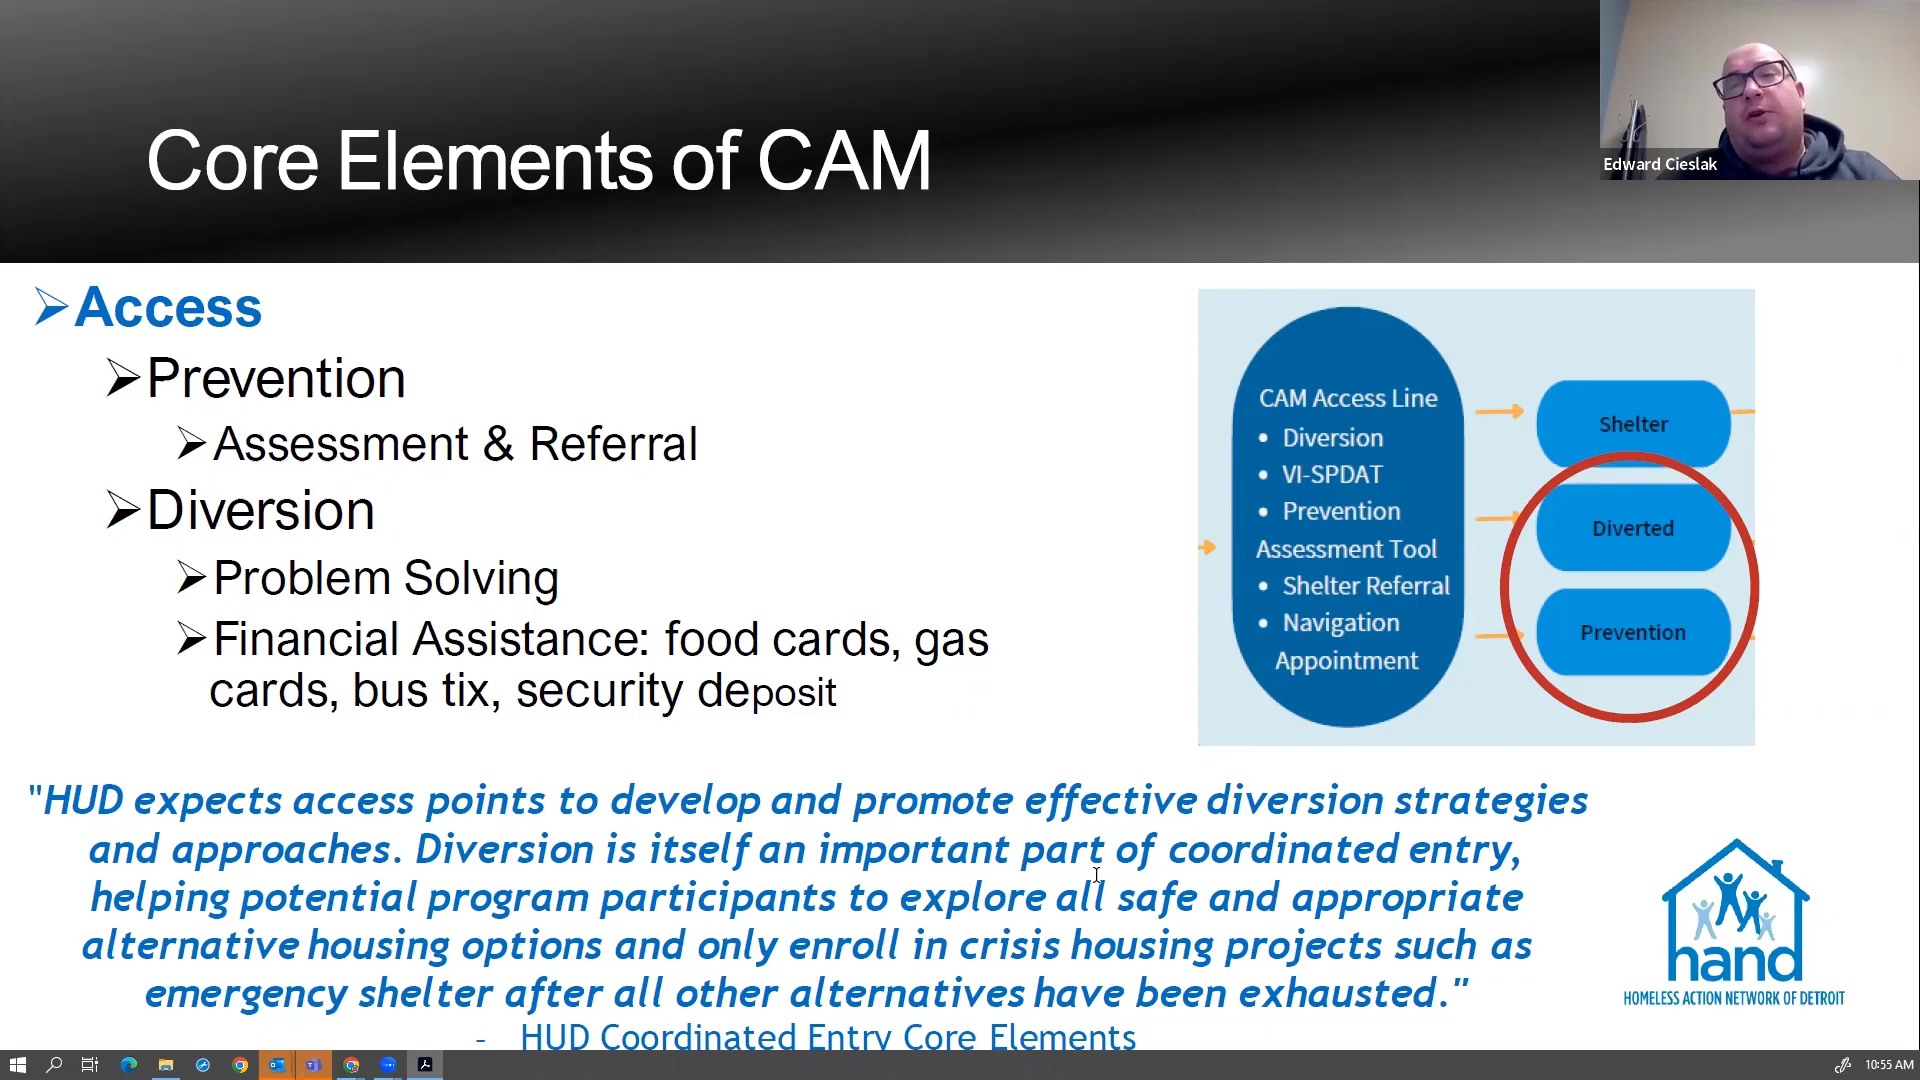 Core Elements of CAM
Edward Cieslak
Access
Prevention
Assessment & Referral
Diversion
Problem Solving
Financial Assistance: food cards, gas
cards, bus tix, security deposit
CAM Access Line
• Diversion
• VI-SPDAT
• Prevention
Assessment Tool
• Shelter Referral
• Navigation
Appointment
Shelter
Diverted
Prevention
"HUD expects access points to develop and promote effective diversion strategies
and approaches. Diversion is itself an important part of coordinated entry,
helping potential program participants to explore all safe and appropriate
alternative housing options and only enroll in crisis housing projects such as
emergency shelter after all other alternatives have been exhausted."
- HUD Coordinated Entry Core Elements
hand
HOMELESS ACTION NETWORK OF DETROIT
10:55 AM